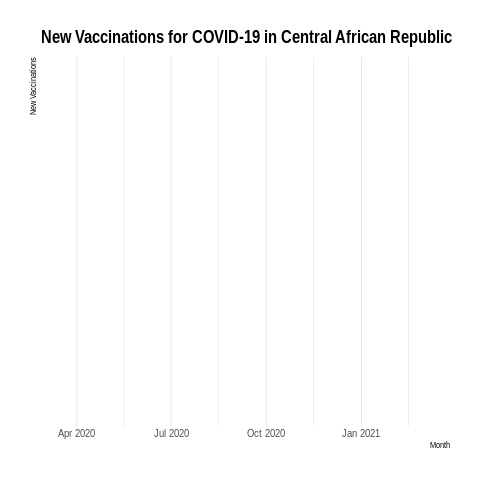 New Vaccinations for COVID-19 in Central African Republic
New Vaccinations
Apr 2020 Jul 2020 Oct 2020 Jan 2021
Month